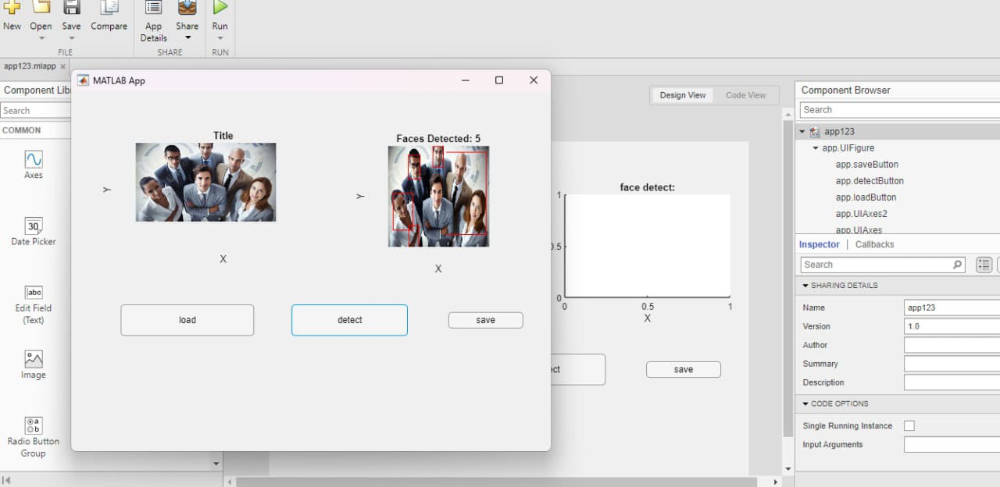 New Open Save Compare App Details Share Run
FILE SHARE RUN
app123.mlapp
MATLAB App
Component
Search
COMMON
Axes
30
Date Picker
abc
Edit Field
(Text)
Image
a
b
Radio Button
Group
Title
Y
X
Faces Detected: 5
Y
X
load
detect
save
Design View Code View
face detect:
1
0.5
0
0 0.5 1
X
save
Component Browser
Search
app123
app.UIFigure
app.saveButton
app.detectButton
app.loadButton
app.UIAxes2
app.UIAxes
Inspector | Callbacks
Search
SHARING DETAILS
Name app123
Version 1.0
Author
Summary
Description
CODE OPTIONS
Single Running Instance
Input Arguments